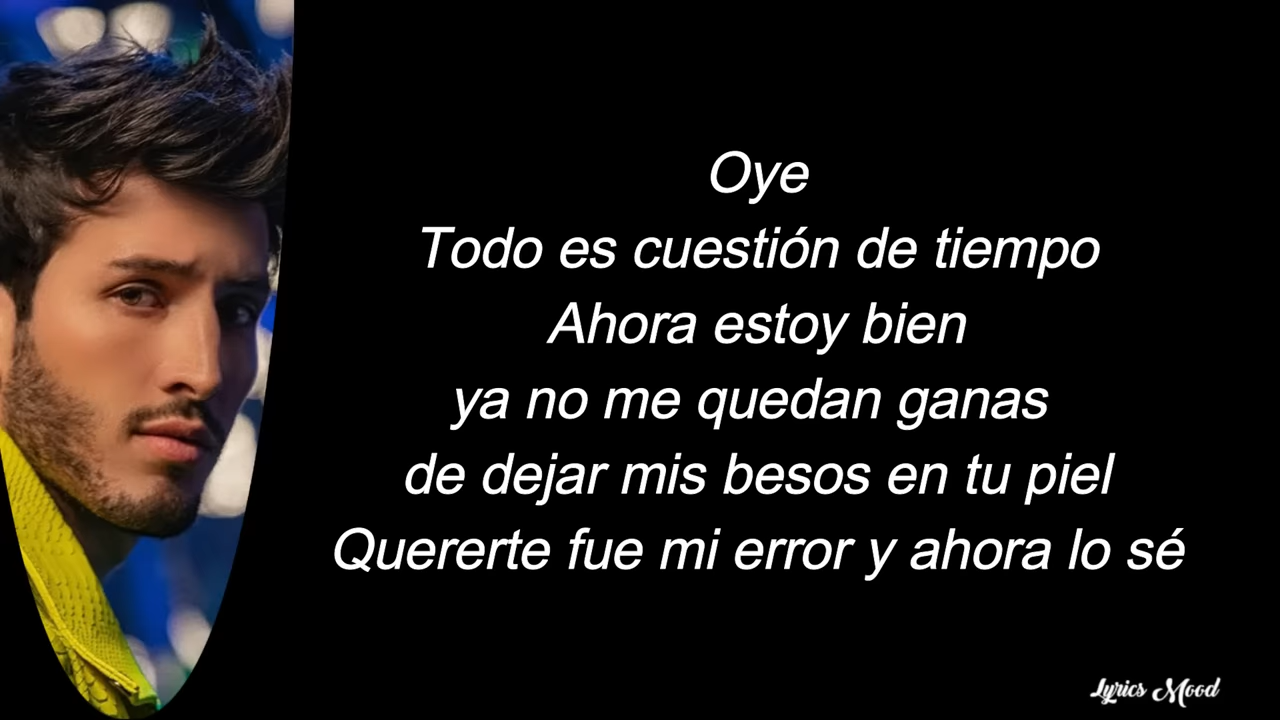 Oye
Todo es cuestión de tiempo
Ahora estoy bien
ya no me quedan ganas
de dejar mis besos en tu piel
Quererte fue mi error y ahora lo sé
Lyrics Mood